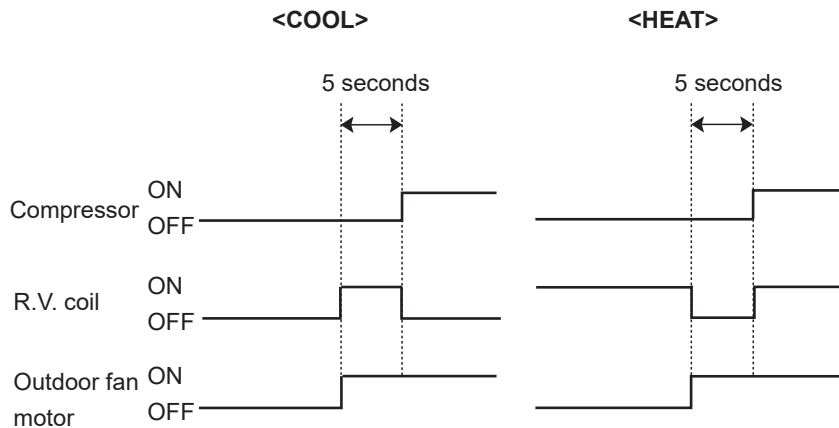 <COOL>
<HEAT>
5 seconds
5 seconds
Compressor
ON
OFF
R.V. coil
ON
OFF
Outdoor fan
motor
ON
OFF